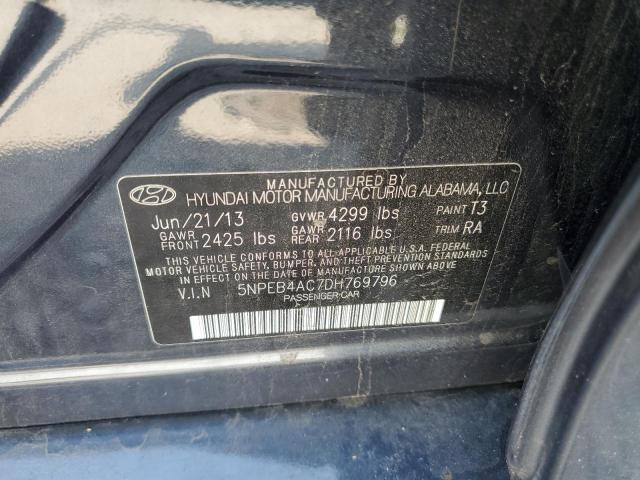 MANUFACTURED BY
HYUNDAI MOTOR MANUFACTURING ALABAMA, LLC
Jun/21/13 GVWR 4299 lbs PAINT T3
GAWR FRONT 2425 lbs GAWR REAR 2116 lbs TRIM RA
THIS VEHICLE CONFORMS TO ALL APPLICABLE U.S.A. FEDERAL
MOTOR VEHICLE SAFETY, BUMPER, AND THEFT PREVENTION STANDARDS
IN EFFECT ON THE DATE OF MANUFACTURE SHOWN ABOVE.
V.I.N 5NPEB4AC7DH769796
PASSENGER-CAR